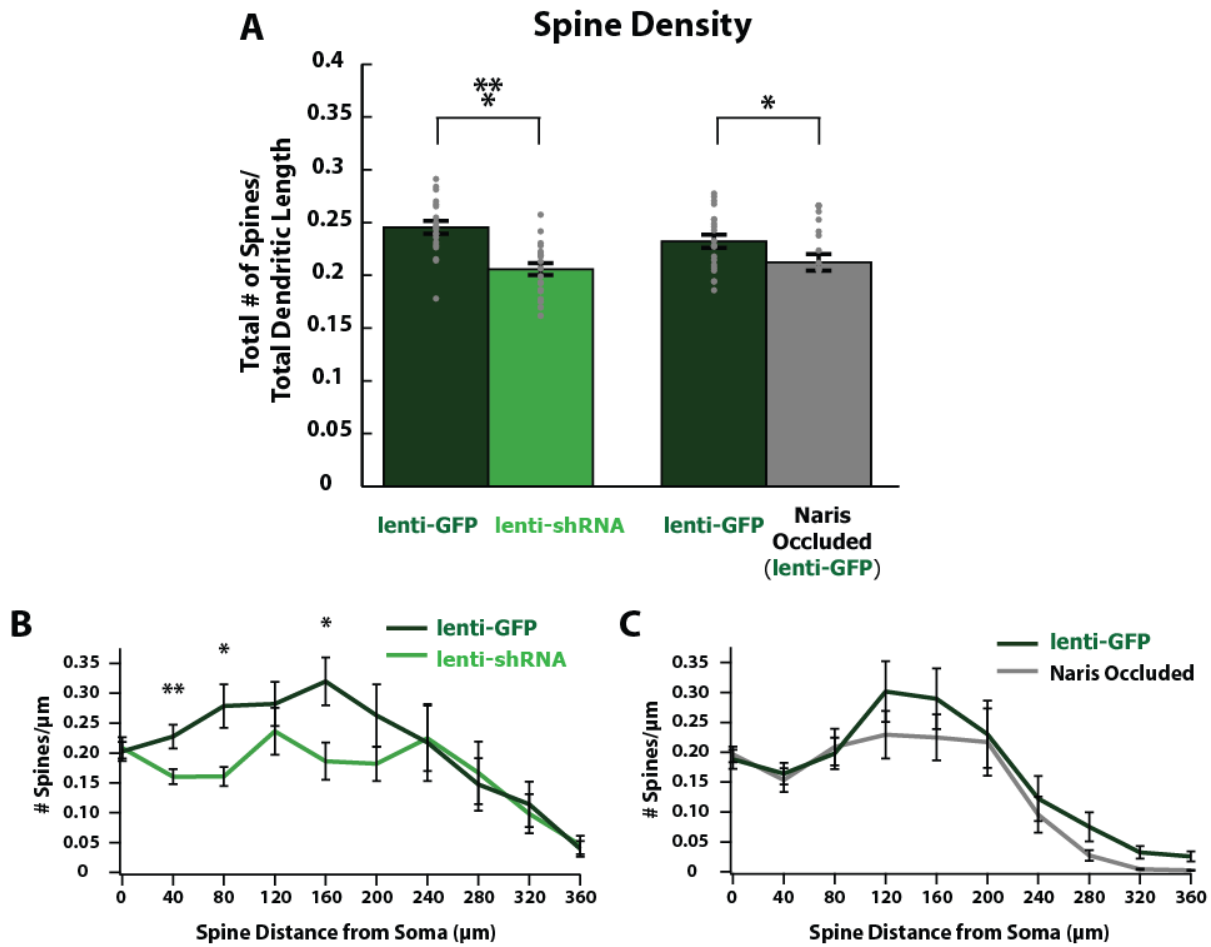 A
Spine Density
Total # of Spines/
Total Dendritic Length
0.4
0.35
0.3
0.25
0.2
0.15
0.1
0.05
0
**
*
*
lenti-GFP
lenti-shRNA
lenti-GFP
Naris
Occluded
(lenti-GFP)
B
lenti-GFP
lenti-shRNA
# Spines/µm
0.35
0.30
0.25
0.20
0.15
0.10
0.05
0
**
*
*
0 40 80 120 160 200 240 280 320 360
Spine Distance from Soma (µm)
C
lenti-GFP
Naris Occluded
# Spines/µm
0.35
0.30
0.25
0.20
0.15
0.10
0.05
0
0 40 80 120 160 200 240 280 320 360
Spine Distance from Soma (µm)